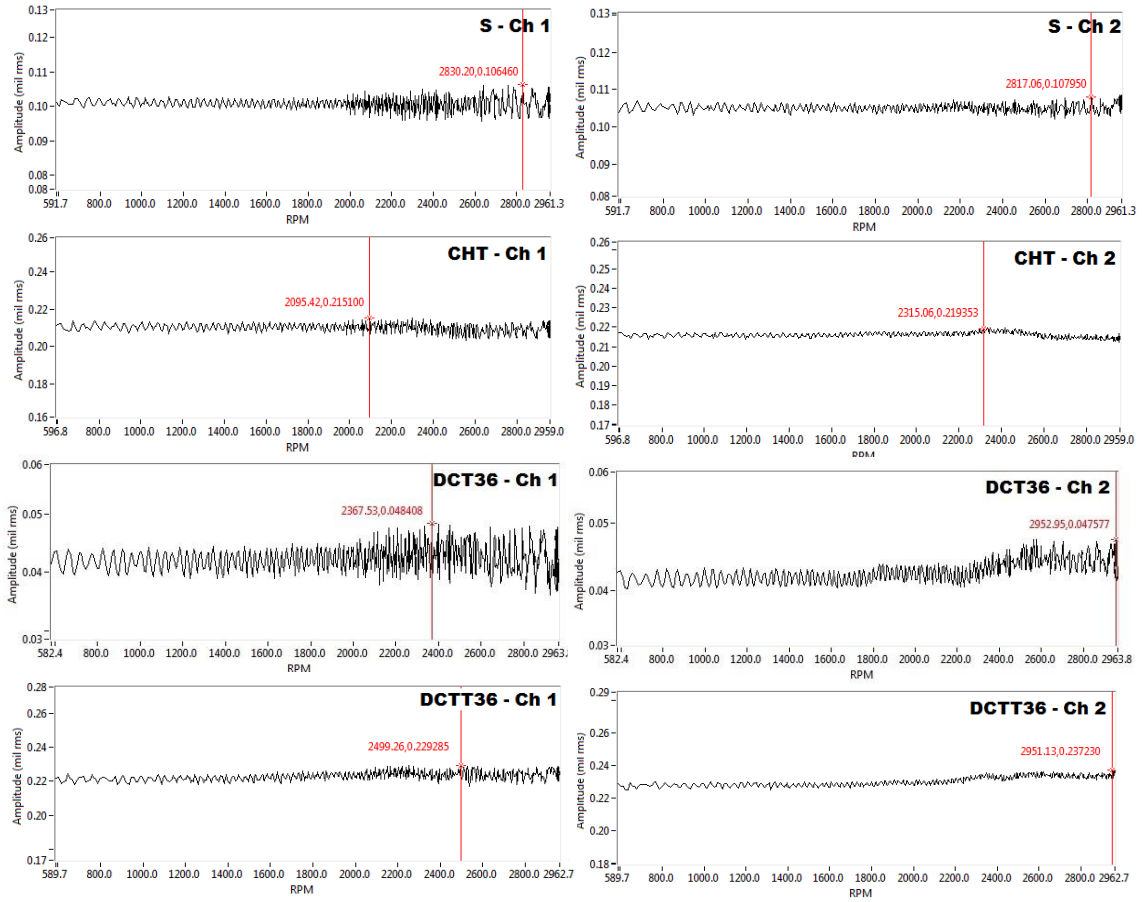 S - Ch 1
Amplitude (mil rms)
0.13
0.12
0.11
0.10
0.09
0.08
0.08
2830.20,0.106460
591.7 800.0 1000.0 1200.0 1400.0 1600.0 1800.0 2000.0 2200.0 2400.0 2600.0 2800.0 2961.3
RPM
S - Ch 2
Amplitude (mil rms)
0.13
0.12
0.11
0.10
0.09
0.08
2817.06,0.107950
591.7 800.0 1000.0 1200.0 1400.0 1600.0 1800.0 2000.0 2200.0 2400.0 2600.0 2800.0 2961.3
RPM
CHT - Ch 1
Amplitude (mil rms)
0.26
0.24
0.22
0.20
0.18
0.16
2095.42,0.215100
596.8 800.0 1000.0 1200.0 1400.0 1600.0 1800.0 2000.0 2200.0 2400.0 2600.0 2800.0 2959.0
RPM
CHT - Ch 2
Amplitude (mil rms)
0.26
0.25
0.24
0.23
0.22
0.21
0.20
0.19
0.18
0.17
2315.06,0.219353
596.8 800.0 1000.0 1200.0 1400.0 1600.0 1800.0 2000.0 2200.0 2400.0 2600.0 2800.0 2959.0
RPM
DCT36 - Ch 1
Amplitude (mil rms)
0.06
0.05
0.04
0.03
2367.53,0.048408
582.4 800.0 1000.0 1200.0 1400.0 1600.0 1800.0 2000.0 2200.0 2400.0 2600.0 2800.0 2963.8
RPM
DCT36 - Ch 2
Amplitude (mil rms)
0.06
0.05
0.04
0.03
2952.95,0.047577
582.4 800.0 1000.0 1200.0 1400.0 1600.0 1800.0 2000.0 2200.0 2400.0 2600.0 2800.0 2963.8
RPM
DCTT36 - Ch 1
Amplitude (mil rms)
0.28
0.26
0.24
0.22
0.20
0.17
2499.26,0.229285
589.7 800.0 1000.0 1200.0 1400.0 1600.0 1800.0 2000.0 2200.0 2400.0 2600.0 2800.0 2962.7
RPM
DCTT36 - Ch 2
Amplitude (mil rms)
0.29
0.26
0.24
0.22
0.20
0.18
2951.13,0.237230
589.7 800.0 1000.0 1200.0 1400.0 1600.0 1800.0 2000.0 2200.0 2400.0 2600.0 2800.0 2962.7
RPM